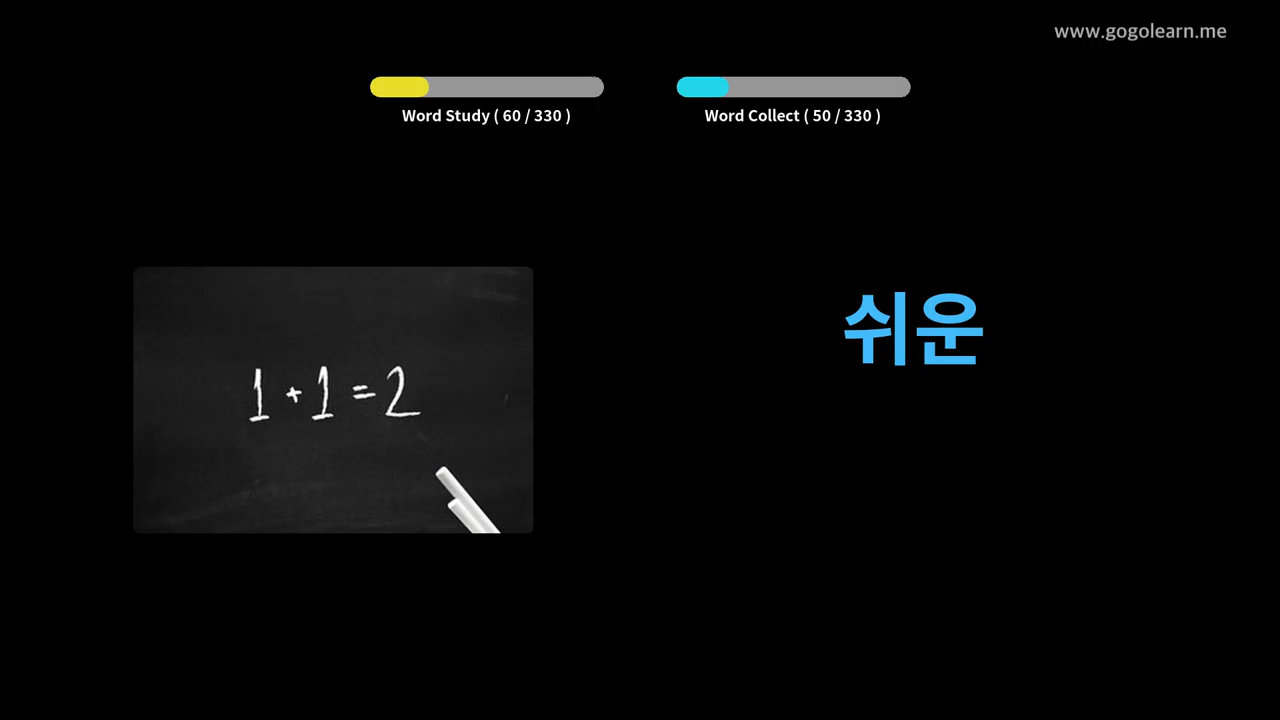 www.gogolearn.me
Word Study ( 60 / 330 )
Word Collect ( 50 / 330 )
쉬운
1 + 1 = 2